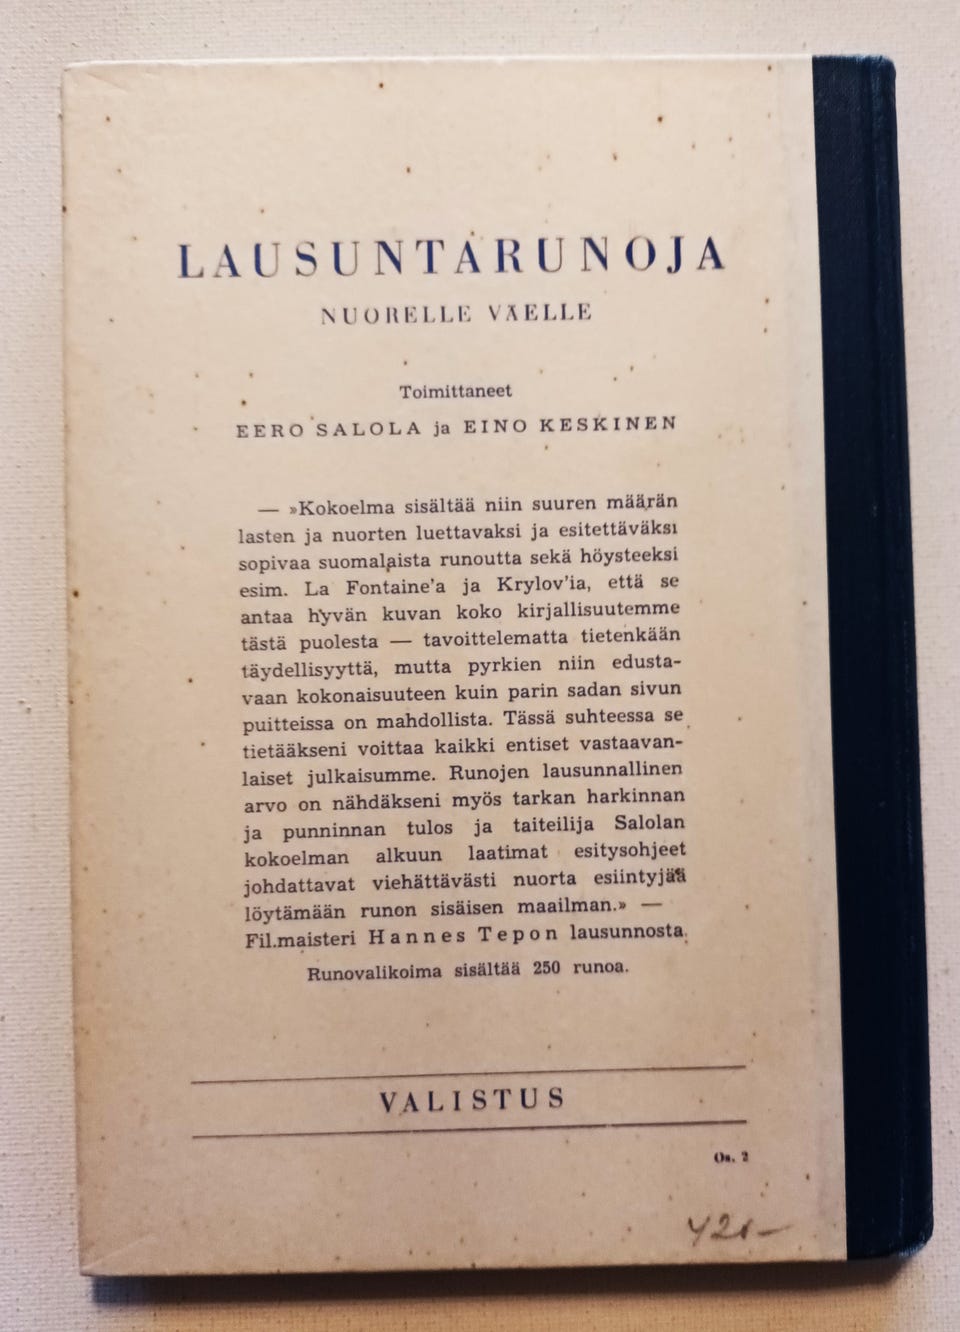 LAUSUNTARUNOJA
NUORELLE VÄELLE
Toimittaneet
EERO SALOLA ja EINO KESKINEN
— »Kokoelma sisältää niin suuren määrän
lasten ja nuorten luettavaksi ja esitettäväksi
sopivaa suomalaista runoutta sekä höysteeksi
esim. La Fontaine'a ja Krylov'ia, että se
antaa hyvän kuvan koko kirjallisuutemme
tästä puolesta — tavoittelematta tietenkään
täydellisyyttä, mutta pyrkien niin edusta-
vaan kokonaisuuteen kuin parin sadan sivun
puitteissa on mahdollista. Tässä suhteessa se
tietääkseni voittaa kaikki entiset vastaavan-
laiset julkaisumme. Runojen lausunnallinen
arvo on nähdäkseni myös tarkan harkinnan
ja punninnan tulos ja taiteilija Salolan
kokoelman alkuun laatimat esitysohjeet
johdattavat viehättävästi nuorta esiintyjää
löytämään runon sisäisen maailman.» —
Fil.maisteri Hannes Tepon lausunnosta.
Runovalikoima sisältää 250 runoa.
VALISTUS
Os. 2